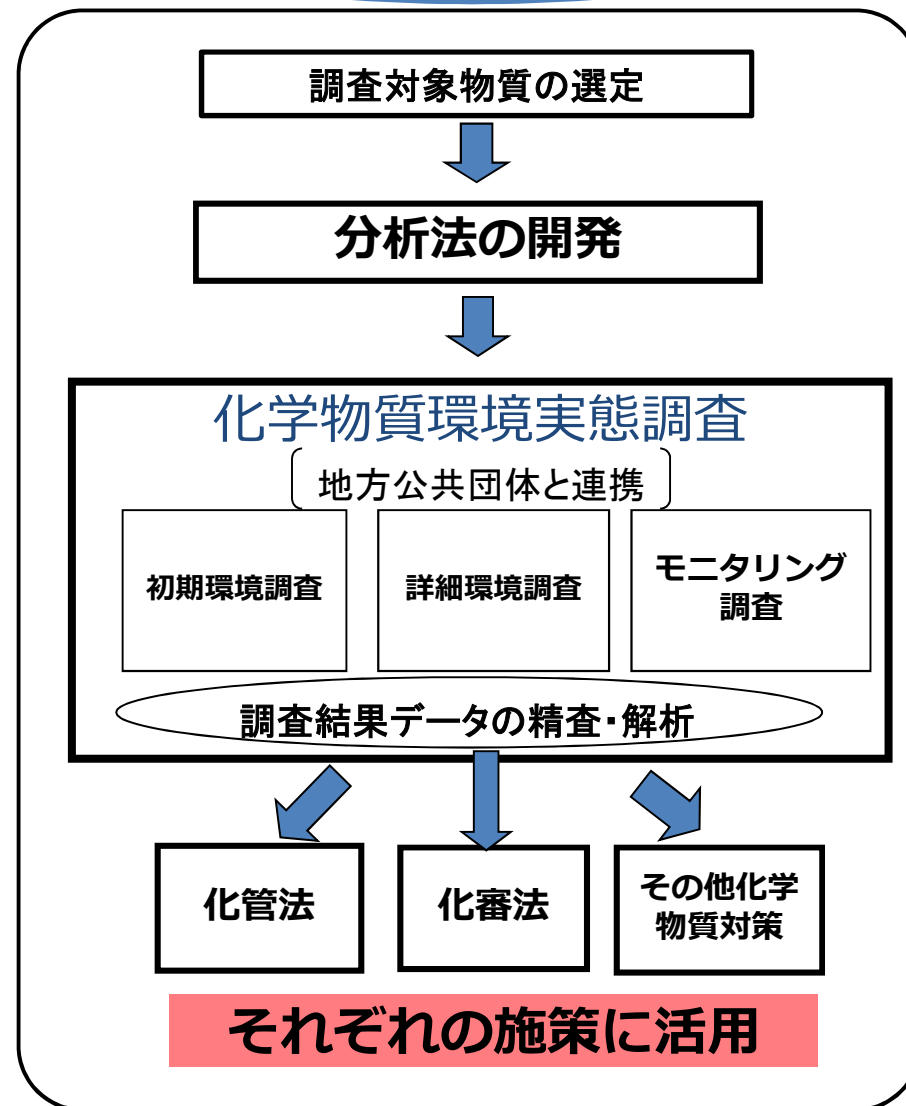 調査対象物質の選定
分析法の開発
化学物質環境実態調査
地方公共団体と連携
初期環境調査
詳細環境調査
モニタリング
調査
調査結果データの精査・解析
化管法
化審法
その他化学
物質対策
それぞれの施策に活用